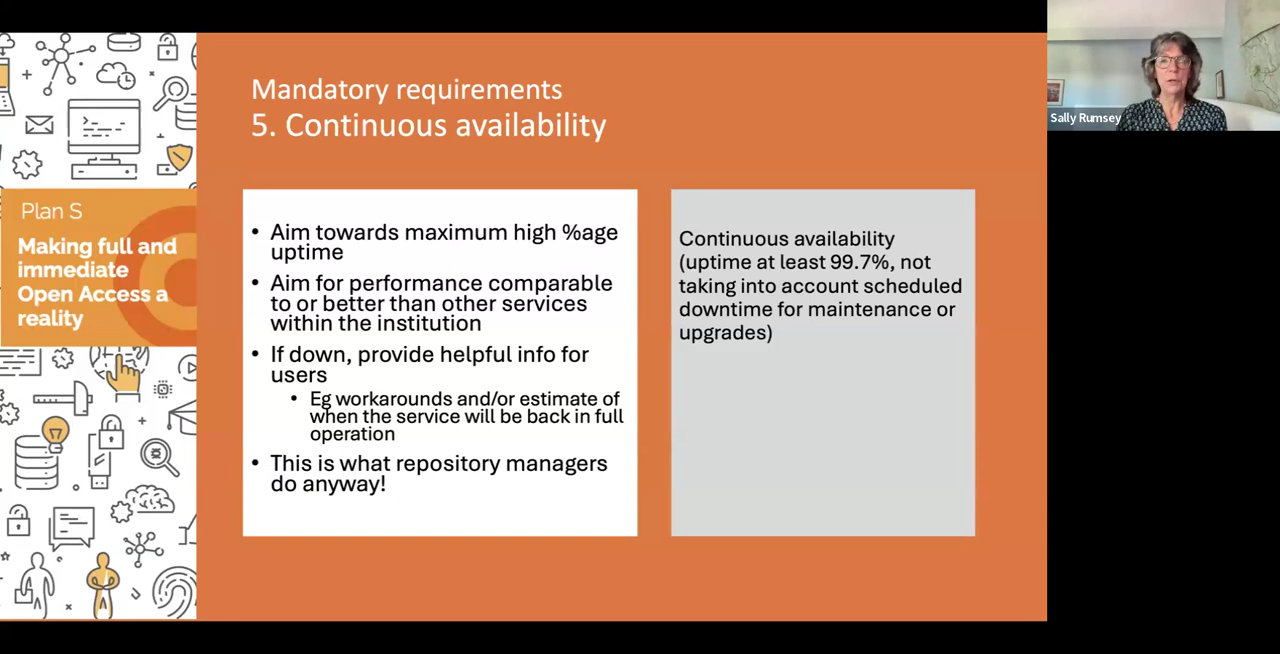 Mandatory requirements
5. Continuous availability
Plan S
Making full and
immediate
Open Access a
reality
• Aim towards maximum high %age
uptime
• Aim for performance comparable
to or better than other services
within the institution
• If down, provide helpful info for
users
• Eg workarounds and/or estimate of
when the service will be back in full
operation
• This is what repository managers
do anyway!
Continuous availability
(uptime at least 99.7%, not
taking into account scheduled
downtime for maintenance or
upgrades)
Sally Rumsey